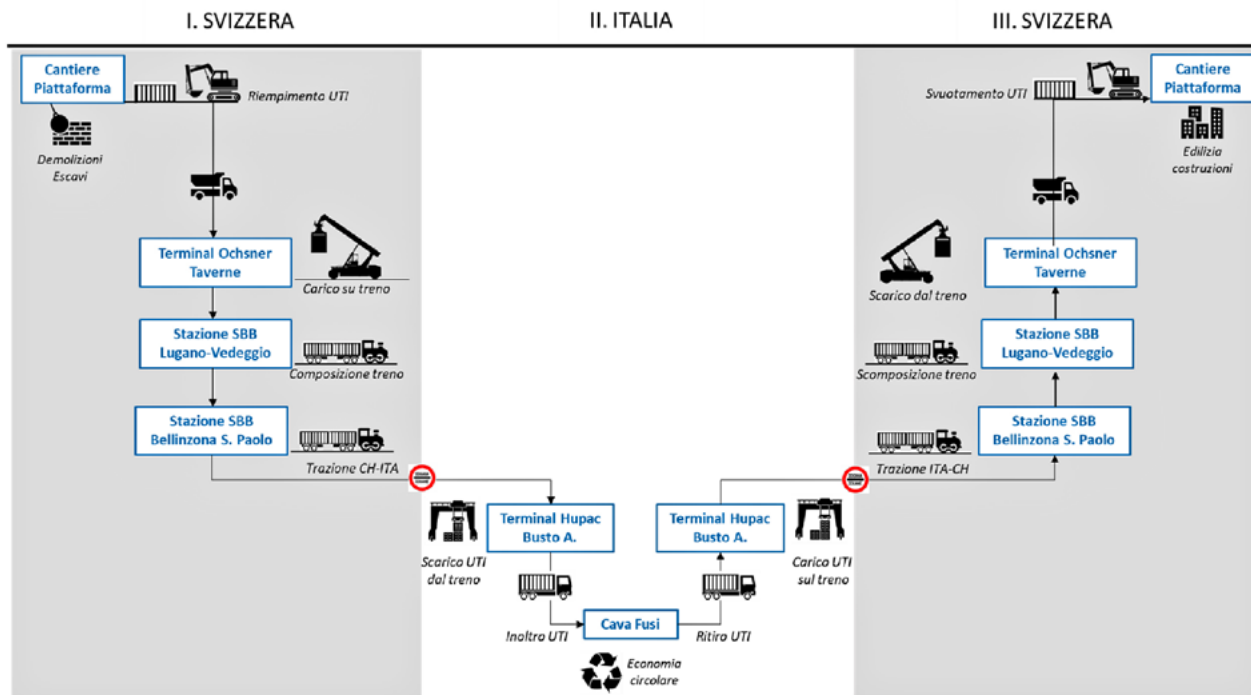 I. SVIZZERA
II. ITALIA
III. SVIZZERA
Cantiere
Piattaforma
Riempimento UTI
Demolizioni
Escavi
Terminal Ochsner
Taverne
Carico su treno
Stazione SBB
Lugano-Vedeggio
Composizione treno
Stazione SBB
Bellinzona S. Paolo
Trazione CH-ITA
Terminal Hupac
Busto A.
Scarico UTI
dal treno
Inoltro UTI
Cava Fusi
Economia
circolare
Ritiro UTI
Terminal Hupac
Busto A.
Carico UTI
sul treno
Trazione ITA-CH
Stazione SBB
Bellinzona S. Paolo
Scomposizione treno
Stazione SBB
Lugano-Vedeggio
Scarico dal treno
Terminal Ochsner
Taverne
Svuotamento UTI
Cantiere
Piattaforma
Edilizia
costruzioni